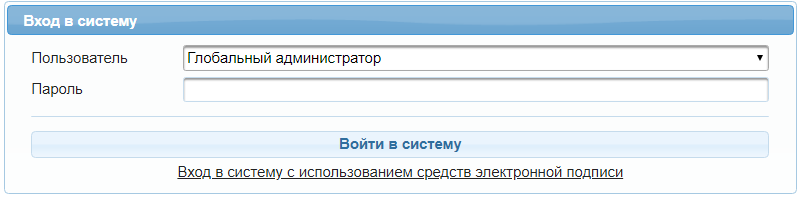 Вход в систему
Пользователь Глобальный администратор
Пароль
Войти в систему
Вход в систему с использованием средств электронной подписи